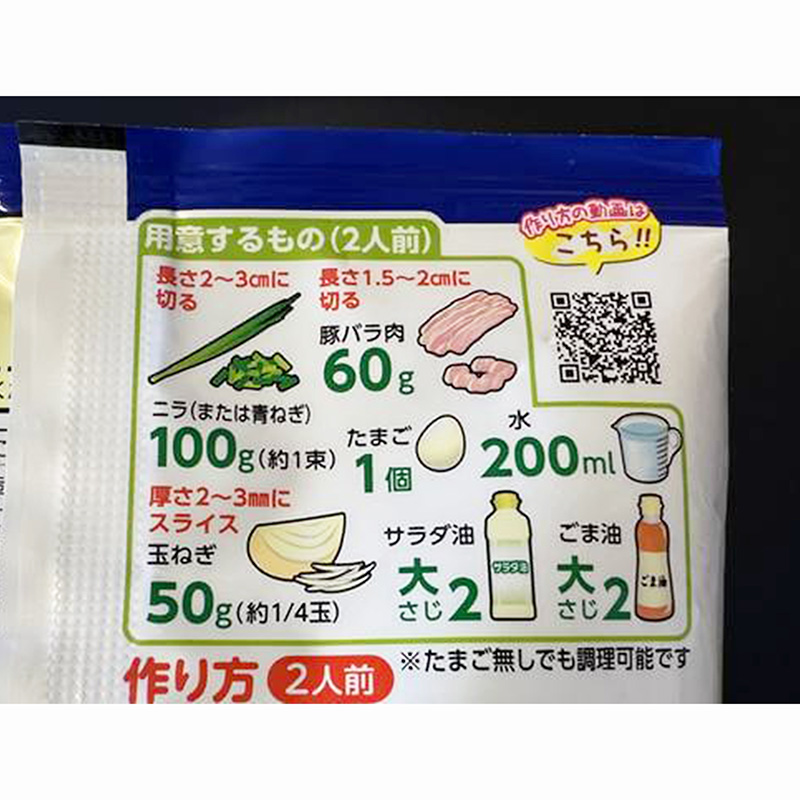 用意するもの(2人前)
作り方の動画は
こちら!!
長さ2〜3cmに
切る
長さ1.5〜2cmに
切る
豚バラ肉
60g
ニラ(または青ねぎ)
100g(約1束)
たまご
1個
水
200ml
厚さ2〜3mmに
スライス
玉ねぎ
50g(約1/4玉)
サラダ油
大さじ2
サラダ油
ごま油
大さじ2
ごま油
作り方 2人前
※たまご無しでも調理可能です